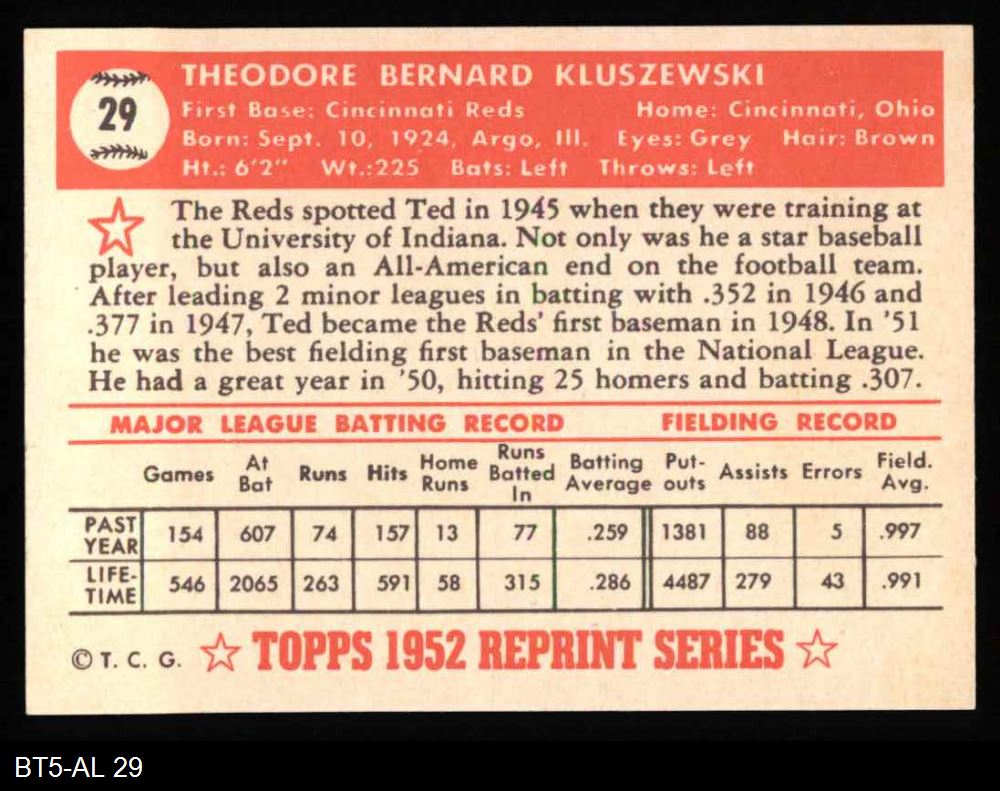 29
THEODORE BERNARD KLUSZEWSKI
First Base: Cincinnati Reds Home: Cincinnati, Ohio
Born: Sept. 10, 1924, Argo, Ill. Eyes: Grey Hair: Brown
Ht.: 6'2" Wt.:225 Bats: Left Throws: Left
The Reds spotted Ted in 1945 when they were training at
the University of Indiana. Not only was he a star baseball
player, but also an All-American end on the football team.
After leading 2 minor leagues in batting with .352 in 1946 and
.377 in 1947, Ted became the Reds' first baseman in 1948. In '51
he was the best fielding first baseman in the National League.
He had a great year in '50, hitting 25 homers and batting .307.
MAJOR LEAGUE BATTING RECORD FIELDING RECORD
Games At Bat Runs Hits Home Runs Runs Batted In Batting Average Put-outs Assists Errors Field. Avg.
PAST YEAR 154 607 74 157 13 77 .259 1381 88 5 .997
LIFE-TIME 546 2065 263 591 58 315 .286 4487 279 43 .991
© T. C. G. TOPPS 1952 REPRINT SERIES
BT5-AL 29